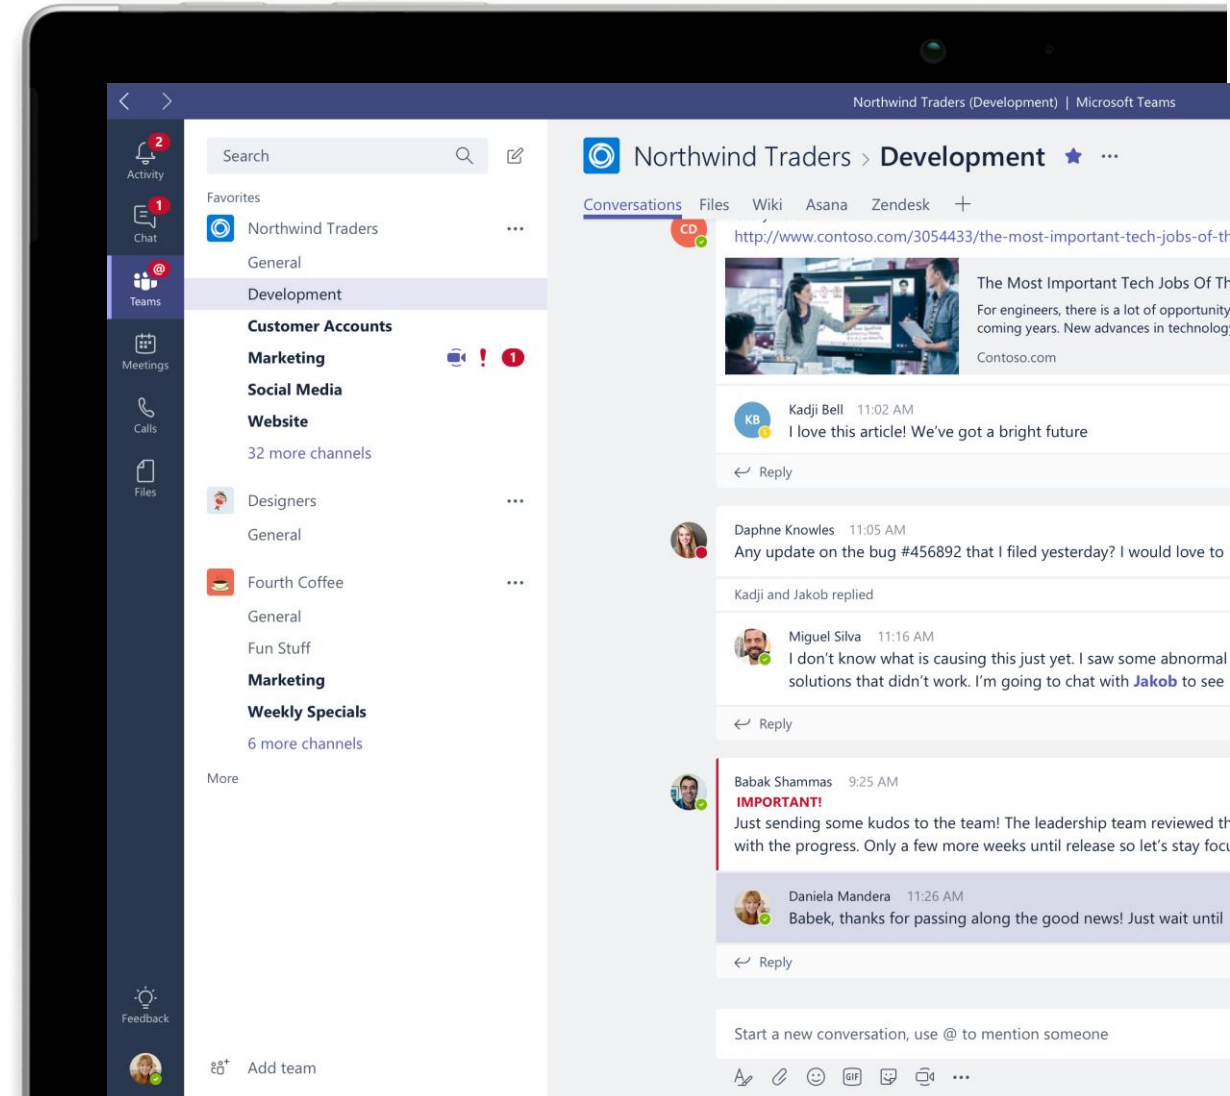 Northwind Traders (Development) | Microsoft Teams
2
Activity
1
Chat
@
Teams
Meetings
Calls
Files
Feedback
Search
Favorites
Northwind Traders
General
Development
Customer Accounts
Marketing
! 1
Social Media
Website
32 more channels
Designers
General
Fourth Coffee
General
Fun Stuff
Marketing
Weekly Specials
6 more channels
More
Add team
Northwind Traders > Development
Conversations Files Wiki Asana Zendesk +
CD
http://www.contoso.com/3054433/the-most-important-tech-jobs-of-th
The Most Important Tech Jobs Of Th
For engineers, there is a lot of opportunity
coming years. New advances in technology
Contoso.com
KB
Kadji Bell 11:02 AM
I love this article! We've got a bright future
Reply
Daphne Knowles 11:05 AM
Any update on the bug #456892 that I filed yesterday? I would love to
Kadji and Jakob replied
Miguel Silva 11:16 AM
I don't know what is causing this just yet. I saw some abnormal
solutions that didn't work. I'm going to chat with Jakob to see
Reply
Babak Shammas 9:25 AM
IMPORTANT!
Just sending some kudos to the team! The leadership team reviewed th
with the progress. Only a few more weeks until release so let's stay focu
Daniela Mandera 11:26 AM
Babek, thanks for passing along the good news! Just wait until
Reply
Start a new conversation, use @ to mention someone
GIF